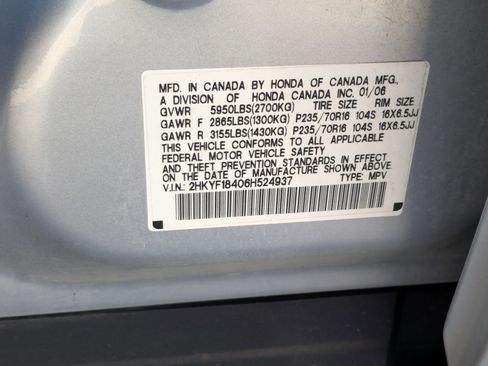 MFD. IN CANADA BY HONDA OF CANADA MFG.,
A DIVISION OF HONDA CANADA INC. 01/06
GVWR 5950LBS(2700KG) TIRE SIZE RIM SIZE
GAWR F 2865LBS(1300KG) P235/70R16 104S 16X6.5JJ
GAWR R 3155LBS(1430KG) P235/70R16 104S 16X6.5JJ
THIS VEHICLE CONFORMS TO ALL APPLICABLE
FEDERAL MOTOR VEHICLE SAFETY
AND THEFT PREVENTION STANDARDS IN EFFECT
ON THE DATE OF MANUFACTURE SHOWN ABOVE
V.I.N.: 2HKYF18406H524937 TYPE: MPV